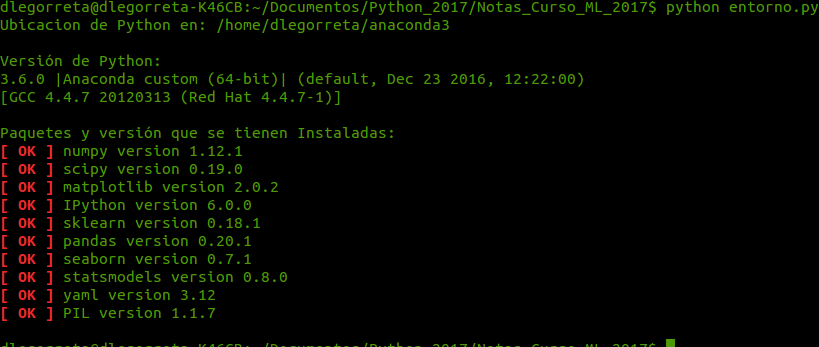 dlegorreta@dlegorreta-K46CB:~/Documentos/Python_2017/Notas_Curso_ML_2017$ python entorno.py
Ubicacion de Python en: /home/dlegorreta/anaconda3
Versión de Python:
3.6.0 |Anaconda custom (64-bit)| (default, Dec 23 2016, 12:22:00)
[GCC 4.4.7 20120313 (Red Hat 4.4.7-1)]
Paquetes y versión que se tienen Instaladas:
[ OK ] numpy version 1.12.1
[ OK ] scipy version 0.19.0
[ OK ] matplotlib version 2.0.2
[ OK ] IPython version 6.0.0
[ OK ] sklearn version 0.18.1
[ OK ] pandas version 0.20.1
[ OK ] seaborn version 0.7.1
[ OK ] statsmodels version 0.8.0
[ OK ] yaml version 3.12
[ OK ] PIL version 1.1.7
dlegorreta@dlegorreta-K46CB:~/Documentos/Python_2017/Notas_Curso_ML_2017$